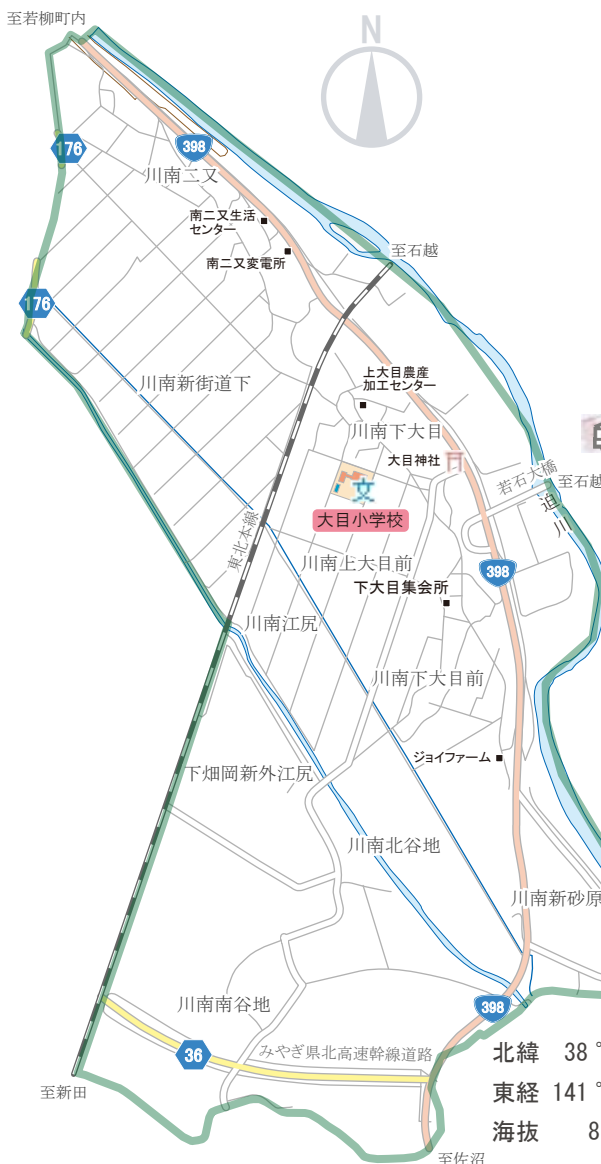 至若柳町内
N
176
398
川南二又
南二又生活
センター
南二又変電所
至石越
176
川南新街道下
上大目農産
加工センター
川南下大目
大目神社
若石大橋
至石越
迫川
大目小学校
東北本線
川南上大目前
398
下大目集会所
川南江尻
川南下大目前
ジョイファーム
下畑岡新外江尻
川南北谷地
川南新砂原
川南南谷地
398
36
みやぎ県北高速幹線道路
北緯 38 °
東経 141 °
海抜 8
至新田
至佐沼